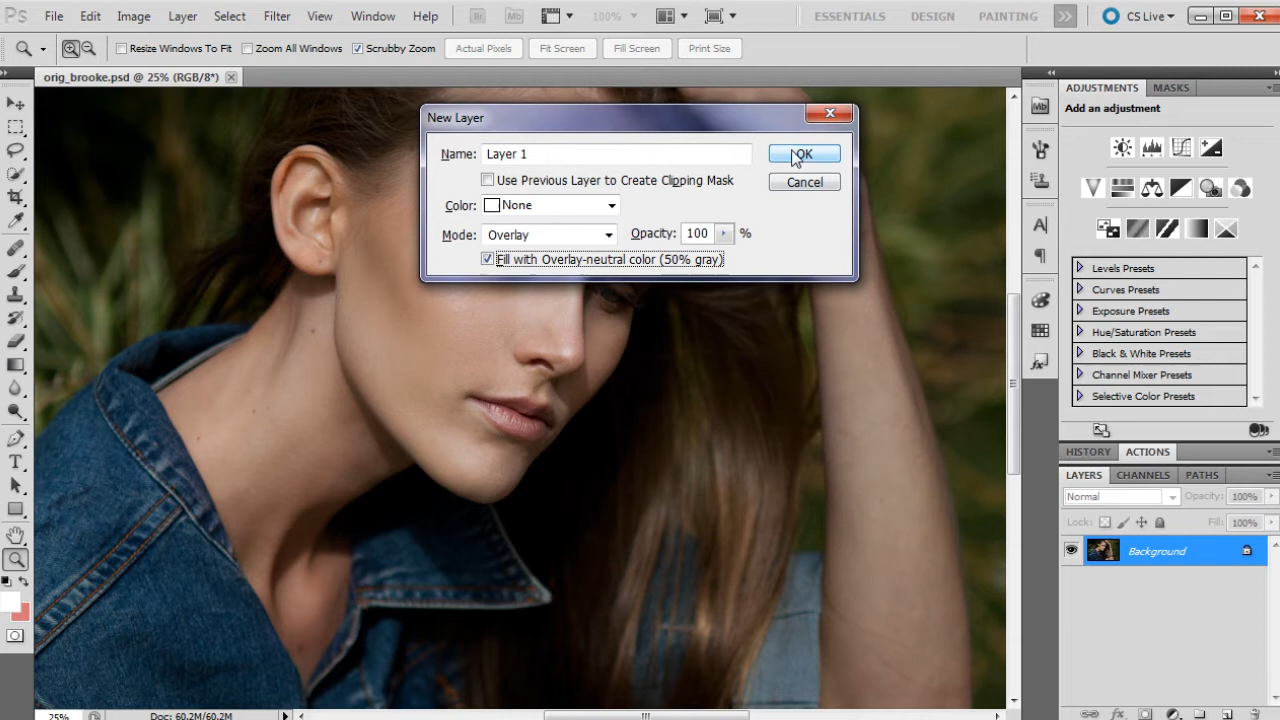 Ps File Edit Image Layer Select Filter View Window Help Br Mb 100% ESSENTIALS DESIGN PAINTING CS Live
Resize Windows To Fit Zoom All Windows Scrubby Zoom Actual Pixels Fit Screen Fill Screen Print Size
orig_brooke.psd @ 25% (RGB/8*)
New Layer
Name: Layer 1 OK
Use Previous Layer to Create Clipping Mask Cancel
Color: None
Mode: Overlay Opacity: 100 %
Fill with Overlay-neutral color (50% gray)
Mb
ADJUSTMENTS MASKS
Add an adjustment
Levels Presets
Curves Presets
Exposure Presets
Hue/Saturation Presets
Black & White Presets
Channel Mixer Presets
Selective Color Presets
HISTORY ACTIONS
LAYERS CHANNELS PATHS
Normal Opacity: 100%
Lock: Fill: 100%
Background
25% Doc: 60.2M/60.2M